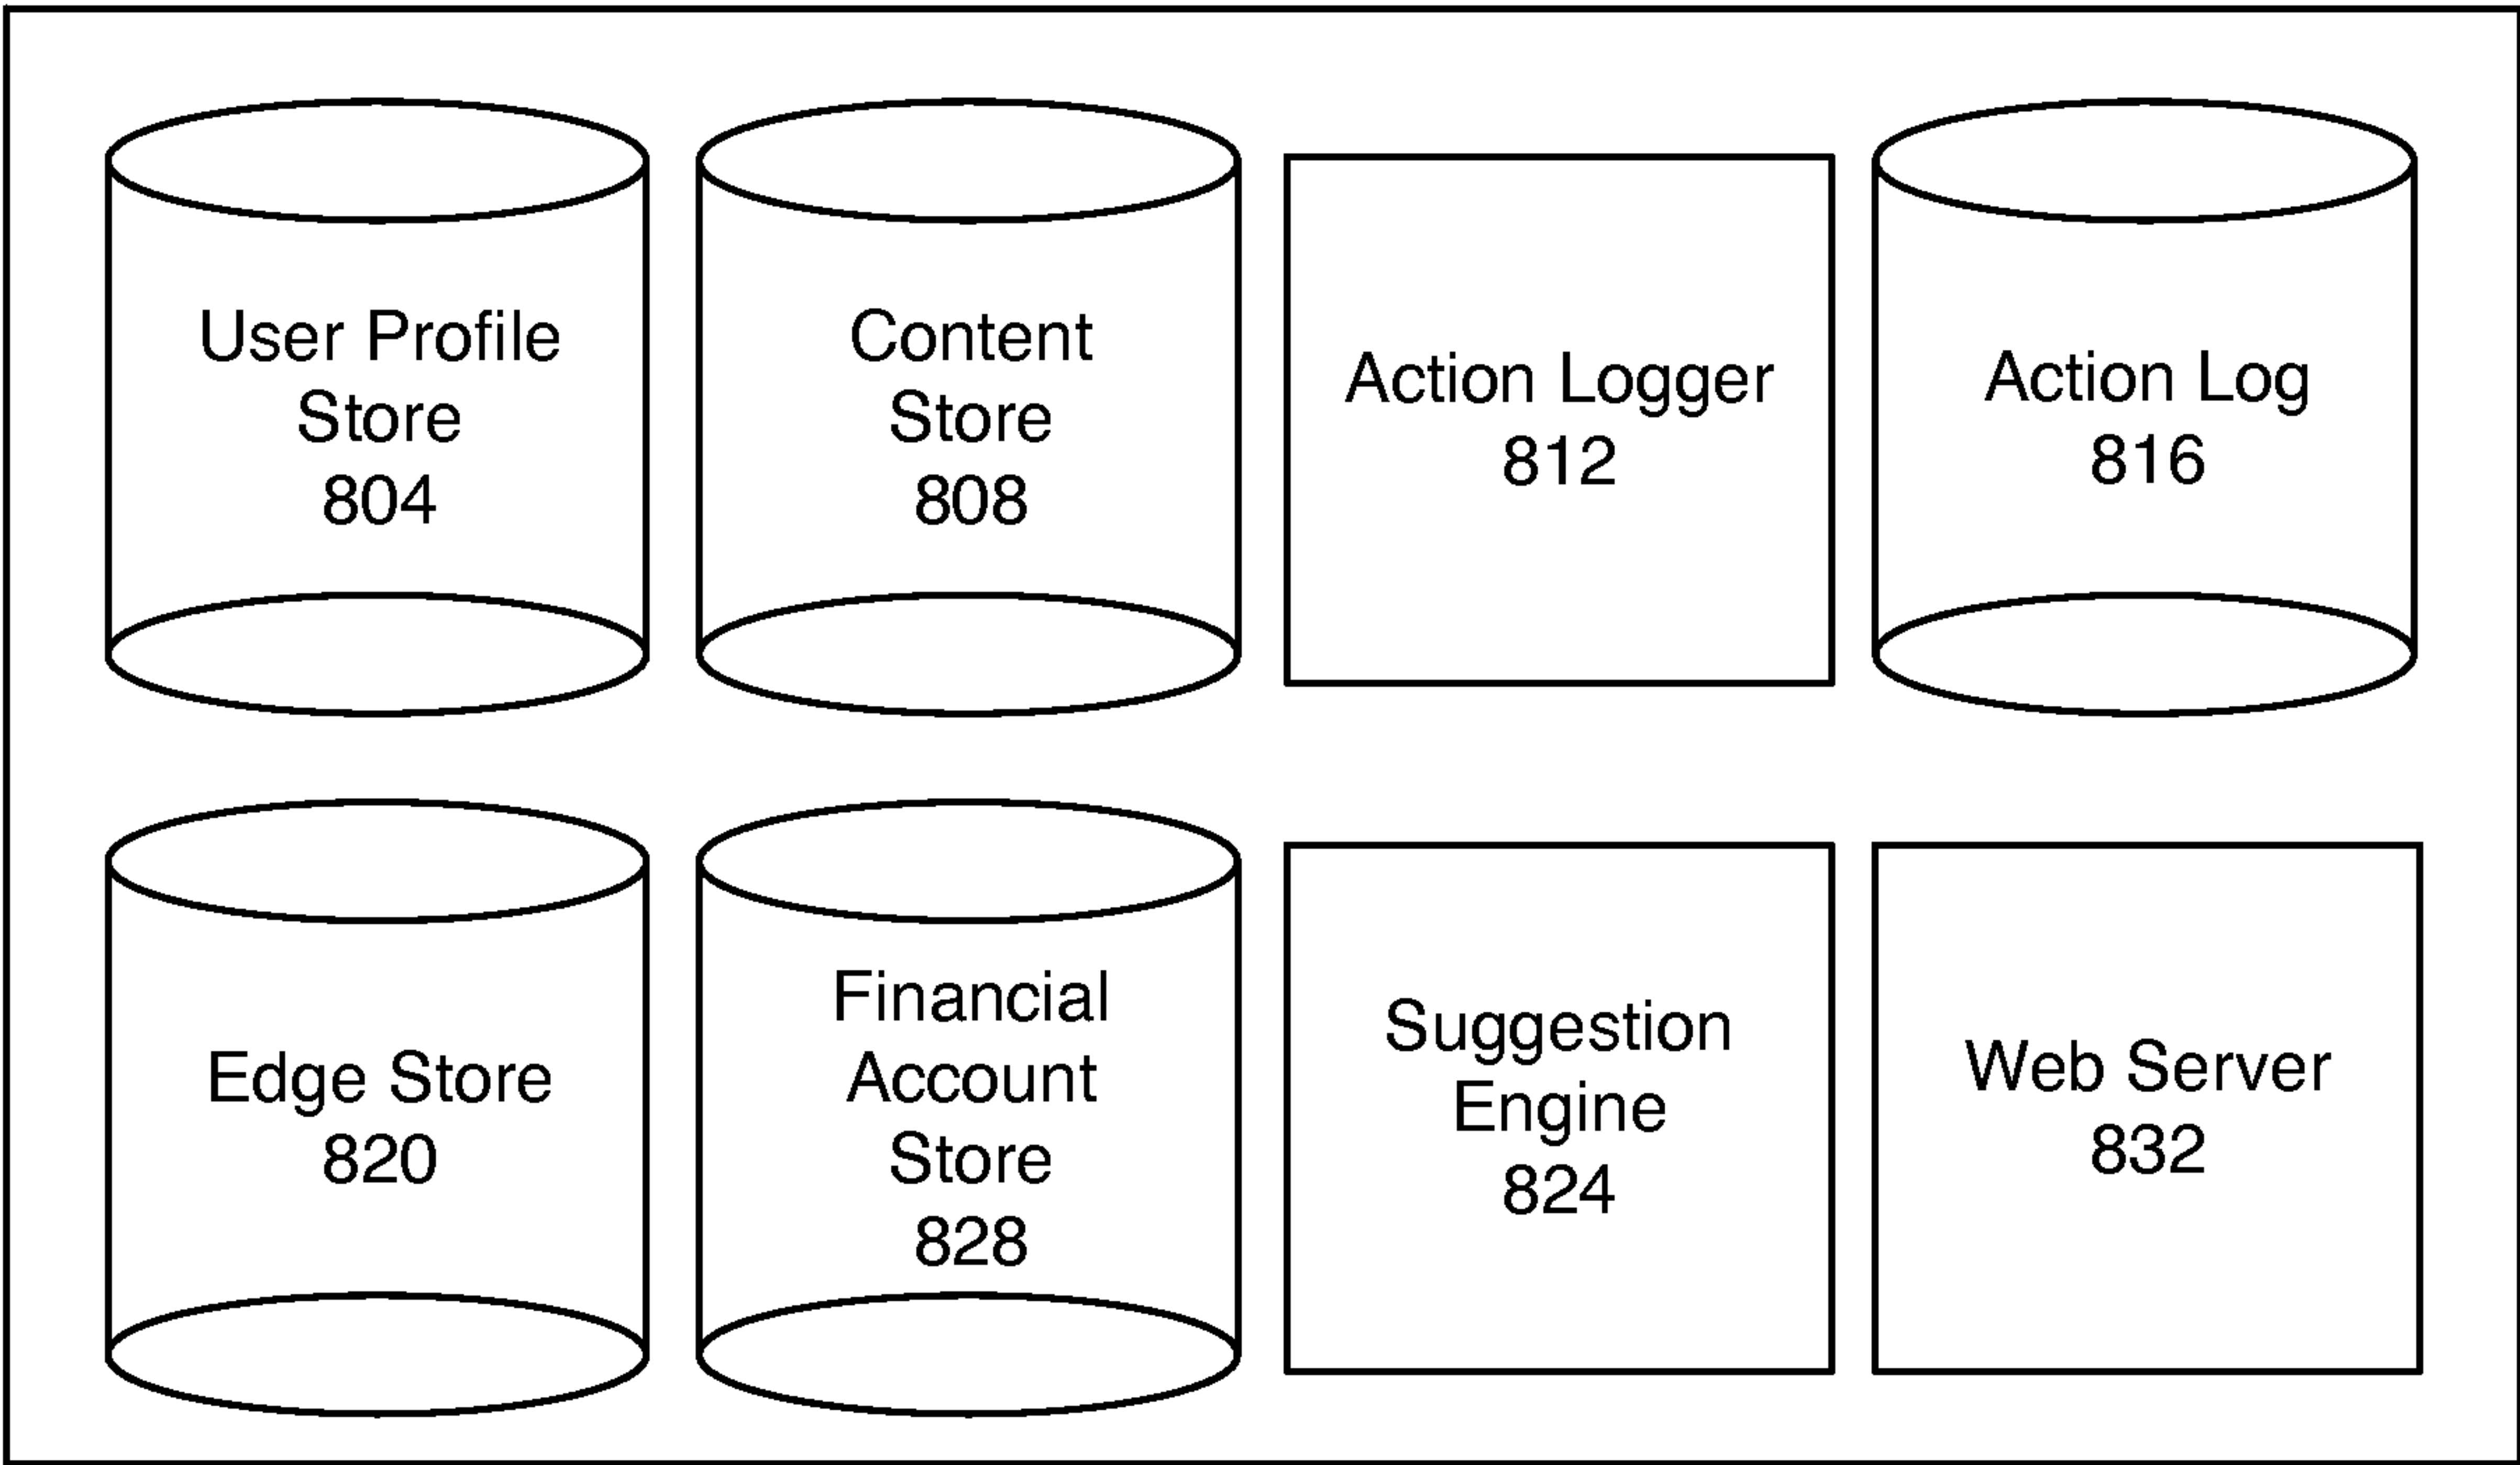 User Profile
Store
804
Content
Store
808
Action Logger
812
Action Log
816
Edge Store
820
Financial
Account
Store
828
Suggestion
Engine
824
Web Server
832